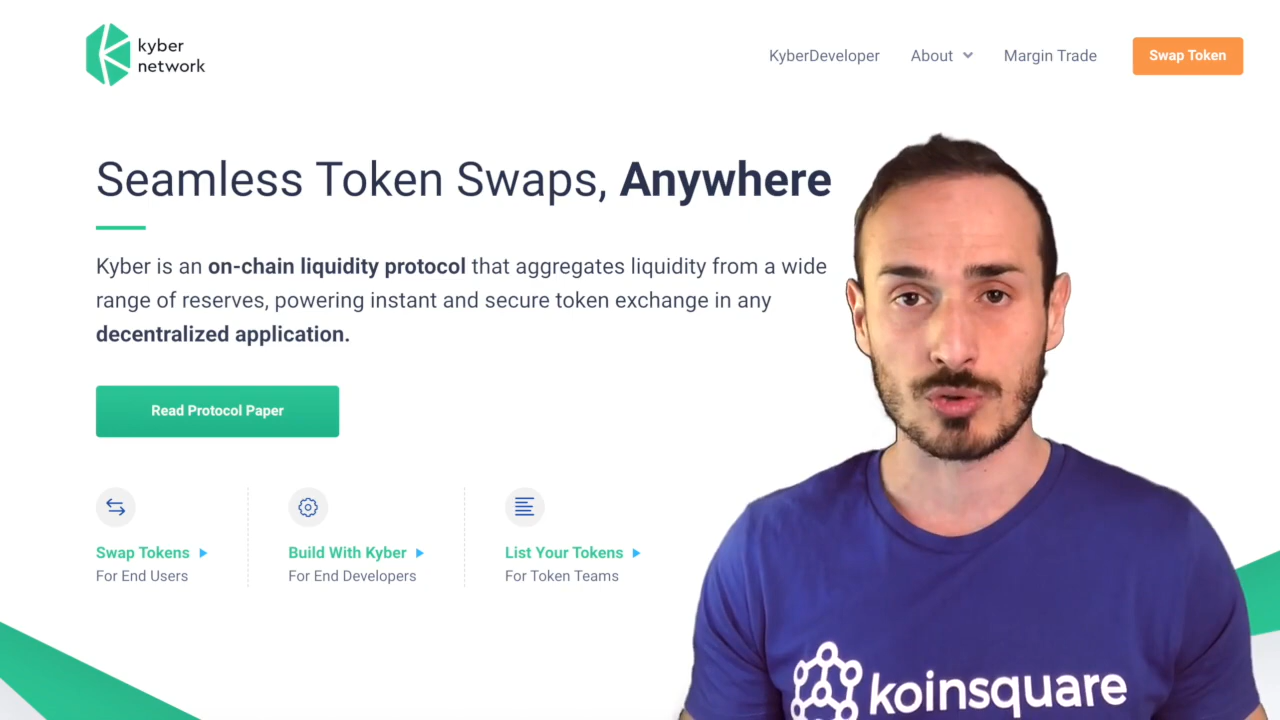 kyber
network
KyberDeveloper
About
Margin Trade
Swap Token
Seamless Token Swaps, Anywhere
Kyber is an on-chain liquidity protocol that aggregates liquidity from a wide
range of reserves, powering instant and secure token exchange in any
decentralized application.
Read Protocol Paper
Swap Tokens
For End Users
Build With Kyber
For End Developers
List Your Tokens
For Token Teams
koinsquare